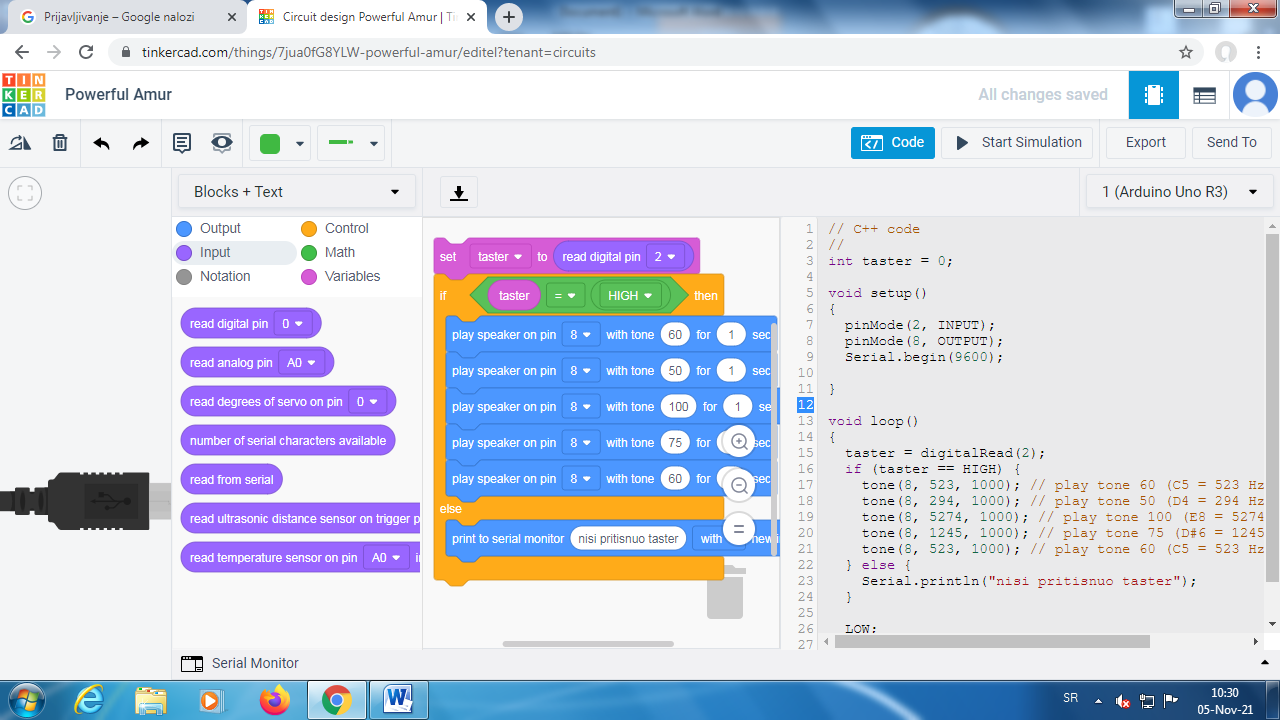 Prijavljivanje – Google nalozi
Circuit design Powerful Amur | Ti
tinkercad.com/things/7jua0fG8YLW-powerful-amur/editel?tenant=circuits
TIN
KER
CAD
Powerful Amur
All changes saved
Code
Start Simulation
Export
Send To
Blocks + Text
1 (Arduino Uno R3)
Output
Control
Input
Math
Notation
Variables
read digital pin 0
read analog pin A0
read degrees of servo on pin 0
number of serial characters available
read from serial
read ultrasonic distance sensor on trigger p
read temperature sensor on pin A0 i
set taster to read digital pin 2
if taster = HIGH then
play speaker on pin 8 with tone 60 for 1 sec
play speaker on pin 8 with tone 50 for 1 sec
play speaker on pin 8 with tone 100 for 1 se
play speaker on pin 8 with tone 75 for sec
play speaker on pin 8 with tone 60 for sec
else
print to serial monitor nisi pritisnuo taster with new
1 // C++ code
2 //
3 int taster = 0;
4
5 void setup()
6 {
7 pinMode(2, INPUT);
8 pinMode(8, OUTPUT);
9 Serial.begin(9600);
10
11 }
12
13 void loop()
14 {
15 taster = digitalRead(2);
16 if (taster == HIGH) {
17 tone(8, 523, 1000); // play tone 60 (C5 = 523 Hz
18 tone(8, 294, 1000); // play tone 50 (D4 = 294 Hz
19 tone(8, 5274, 1000); // play tone 100 (E8 = 5274
20 tone(8, 1245, 1000); // play tone 75 (D#6 = 1245
21 tone(8, 523, 1000); // play tone 60 (C5 = 523 Hz
22 } else {
23 Serial.println("nisi pritisnuo taster");
24 }
25
26 LOW;
27
Serial Monitor
SR
10:30
05-Nov-21